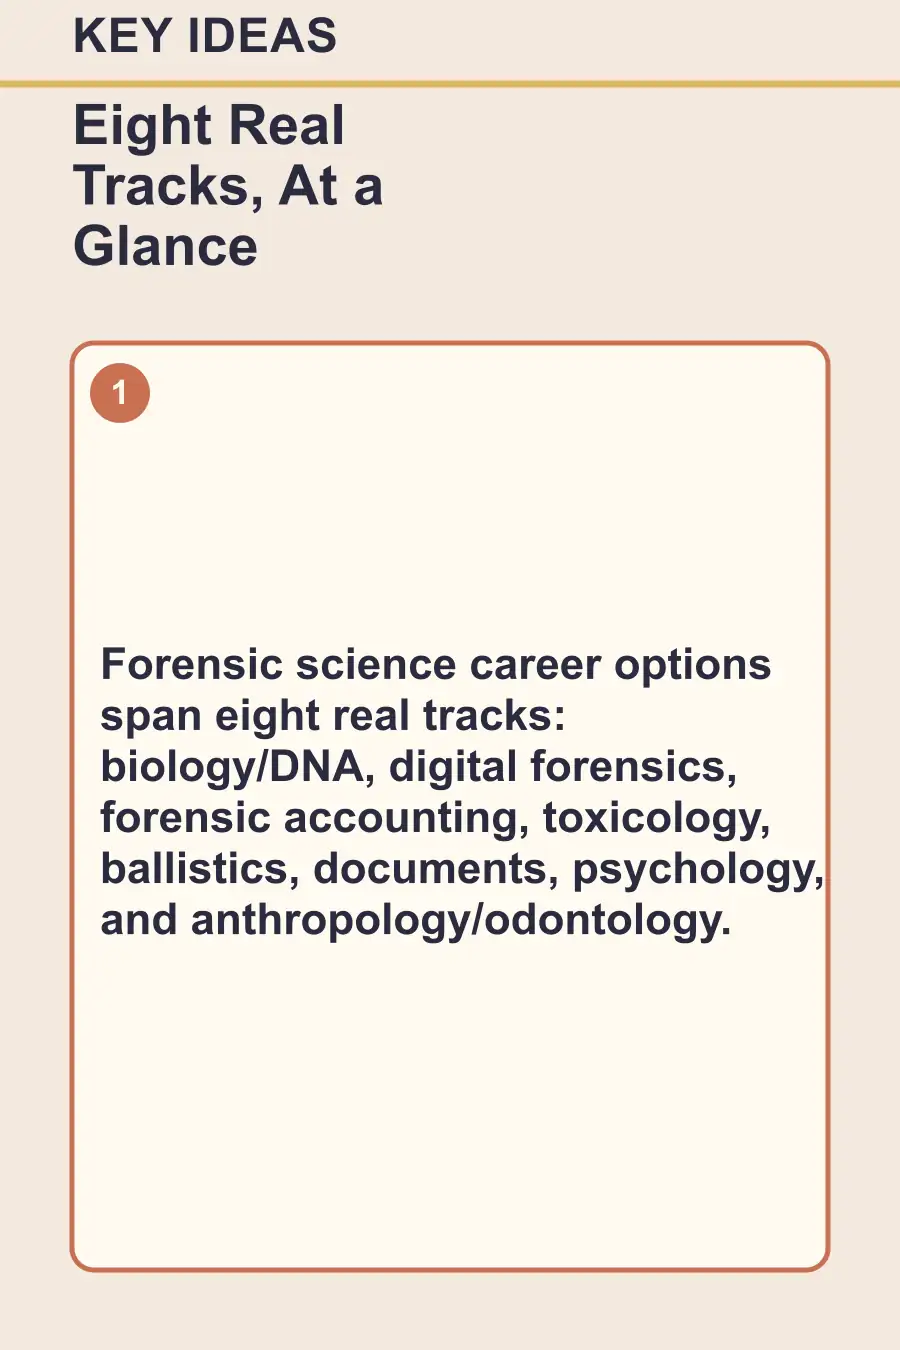 KEY IDEAS
Eight Real
Tracks, At a
Glance
1
Forensic science career options
span eight real tracks:
biology/DNA, digital forensics,
forensic accounting, toxicology,
ballistics, documents, psychology,
and anthropology/odontology.